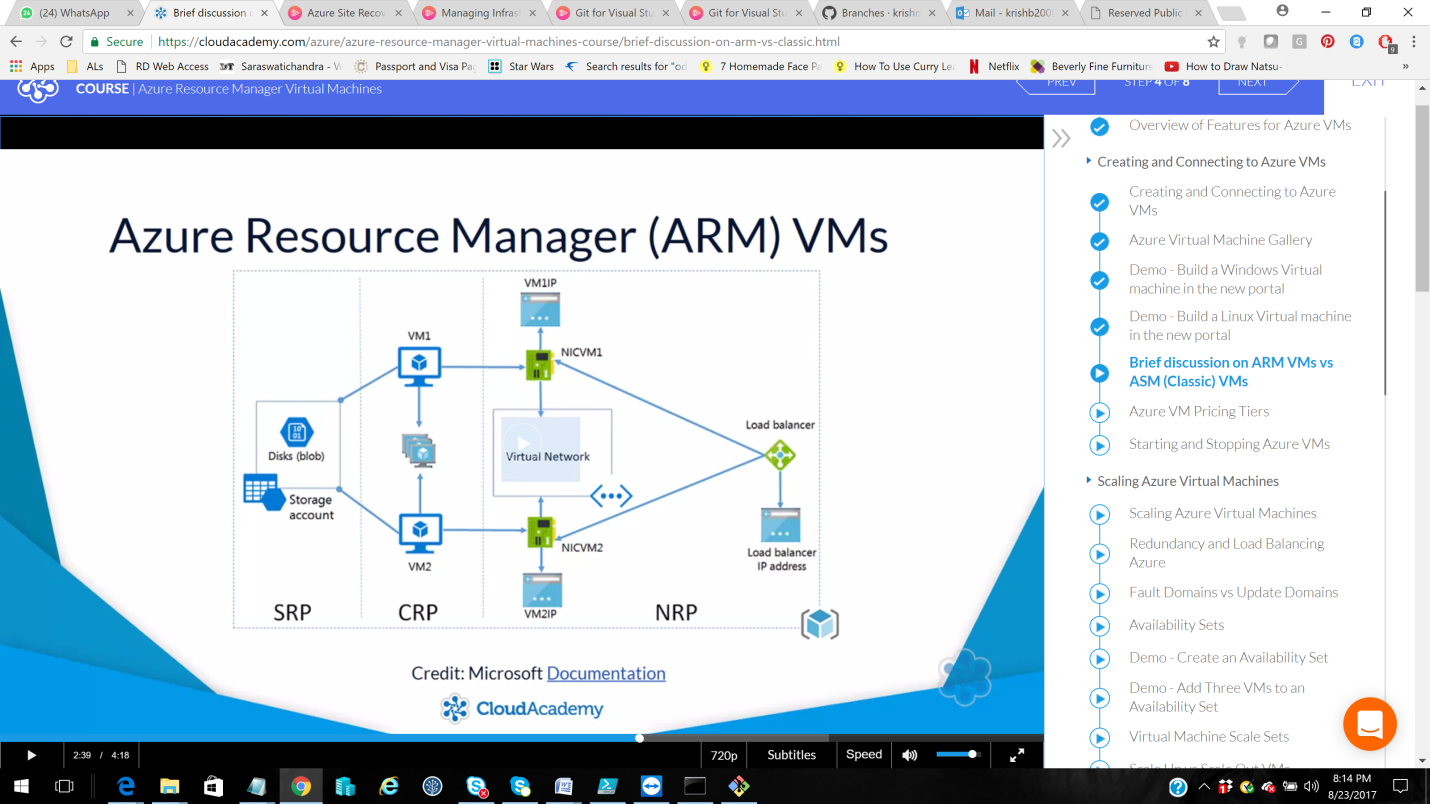 (24) WhatsApp
Brief discussion o
Azure Site Recov
Managing Infras
Git for Visual Stu
Git for Visual Stu
Branches · krishn
Mail - krishb200
Reserved Public
Secure
https://cloudacademy.com/azure/azure-resource-manager-virtual-machines-course/brief-discussion-on-arm-vs-classic.html
Apps
ALs
RD Web Access
Saraswatichandra -
Passport and Visa Pa
Star Wars
Search results for "od
7 Homemade Face Pa
How To Use Curry Le
Netflix
Beverly Fine Furniture
How to Draw Natsu-
»
COURSE | Azure Resource Manager Virtual Machines
PREV
STEP 4 OF 8
NEXT
EXIT
Azure Resource Manager (ARM) VMs
VM1IP
VM1
NICVM1
Disks (blob)
Storage
account
Virtual Network
Load balancer
Load balancer
IP address
VM2
NICVM2
VM2IP
SRP
CRP
NRP
Credit: Microsoft Documentation
CloudAcademy
2:39 / 4:18
720p
Subtitles
Speed
Overview of Features for Azure VMs
Creating and Connecting to Azure VMs
Creating and Connecting to Azure
VMs
Azure Virtual Machine Gallery
Demo - Build a Windows Virtual
machine in the new portal
Demo - Build a Linux Virtual machine
in the new portal
Brief discussion on ARM VMs vs
ASM (Classic) VMs
Azure VM Pricing Tiers
Starting and Stopping Azure VMs
Scaling Azure Virtual Machines
Scaling Azure Virtual Machines
Redundancy and Load Balancing
Azure
Fault Domains vs Update Domains
Availability Sets
Demo - Create an Availability Set
Demo - Add Three VMs to an
Availability Set
Virtual Machine Scale Sets
Scale Up vs Scale Out VMs
8:14 PM
8/23/2017